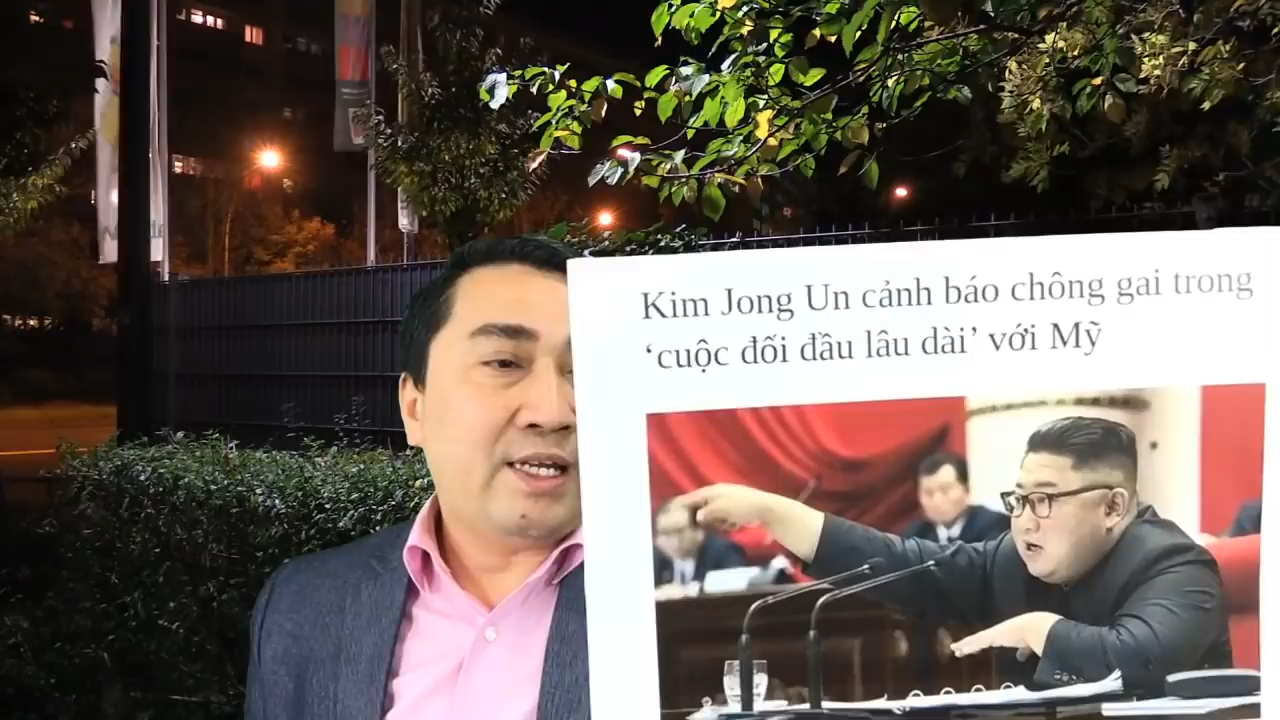 Kim Jong Un cảnh báo chông gai trong
‘cuộc đối đầu lâu dài’ với Mỹ